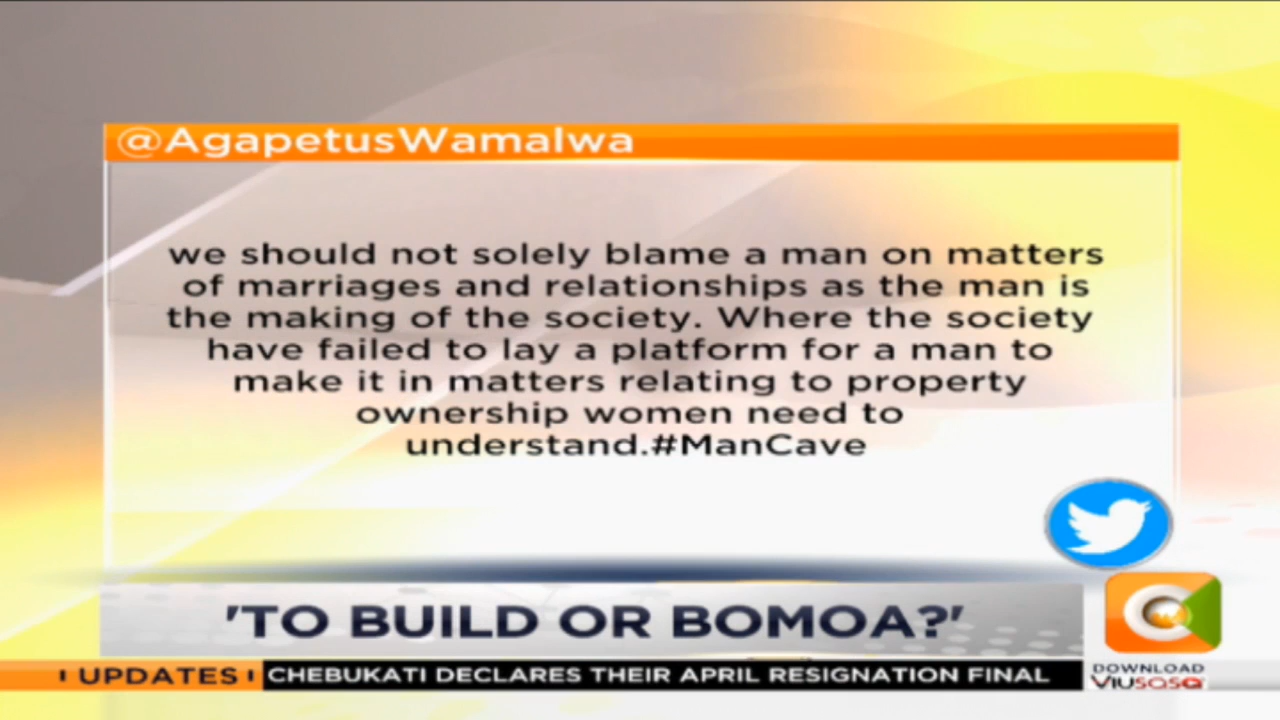 @AgapetusWamalwa
we should not solely blame a man on matters
of marriages and relationships as the man is
the making of the society. Where the society
have failed to lay a platform for a man to
make it in matters relating to property
ownership women need to
understand.#ManCave
'TO BUILD OR BOMOA?'
UPDATES
CHEBUKATI DECLARES THEIR APRIL RESIGNATION FINAL
DOWNLOAD
VIUSASA